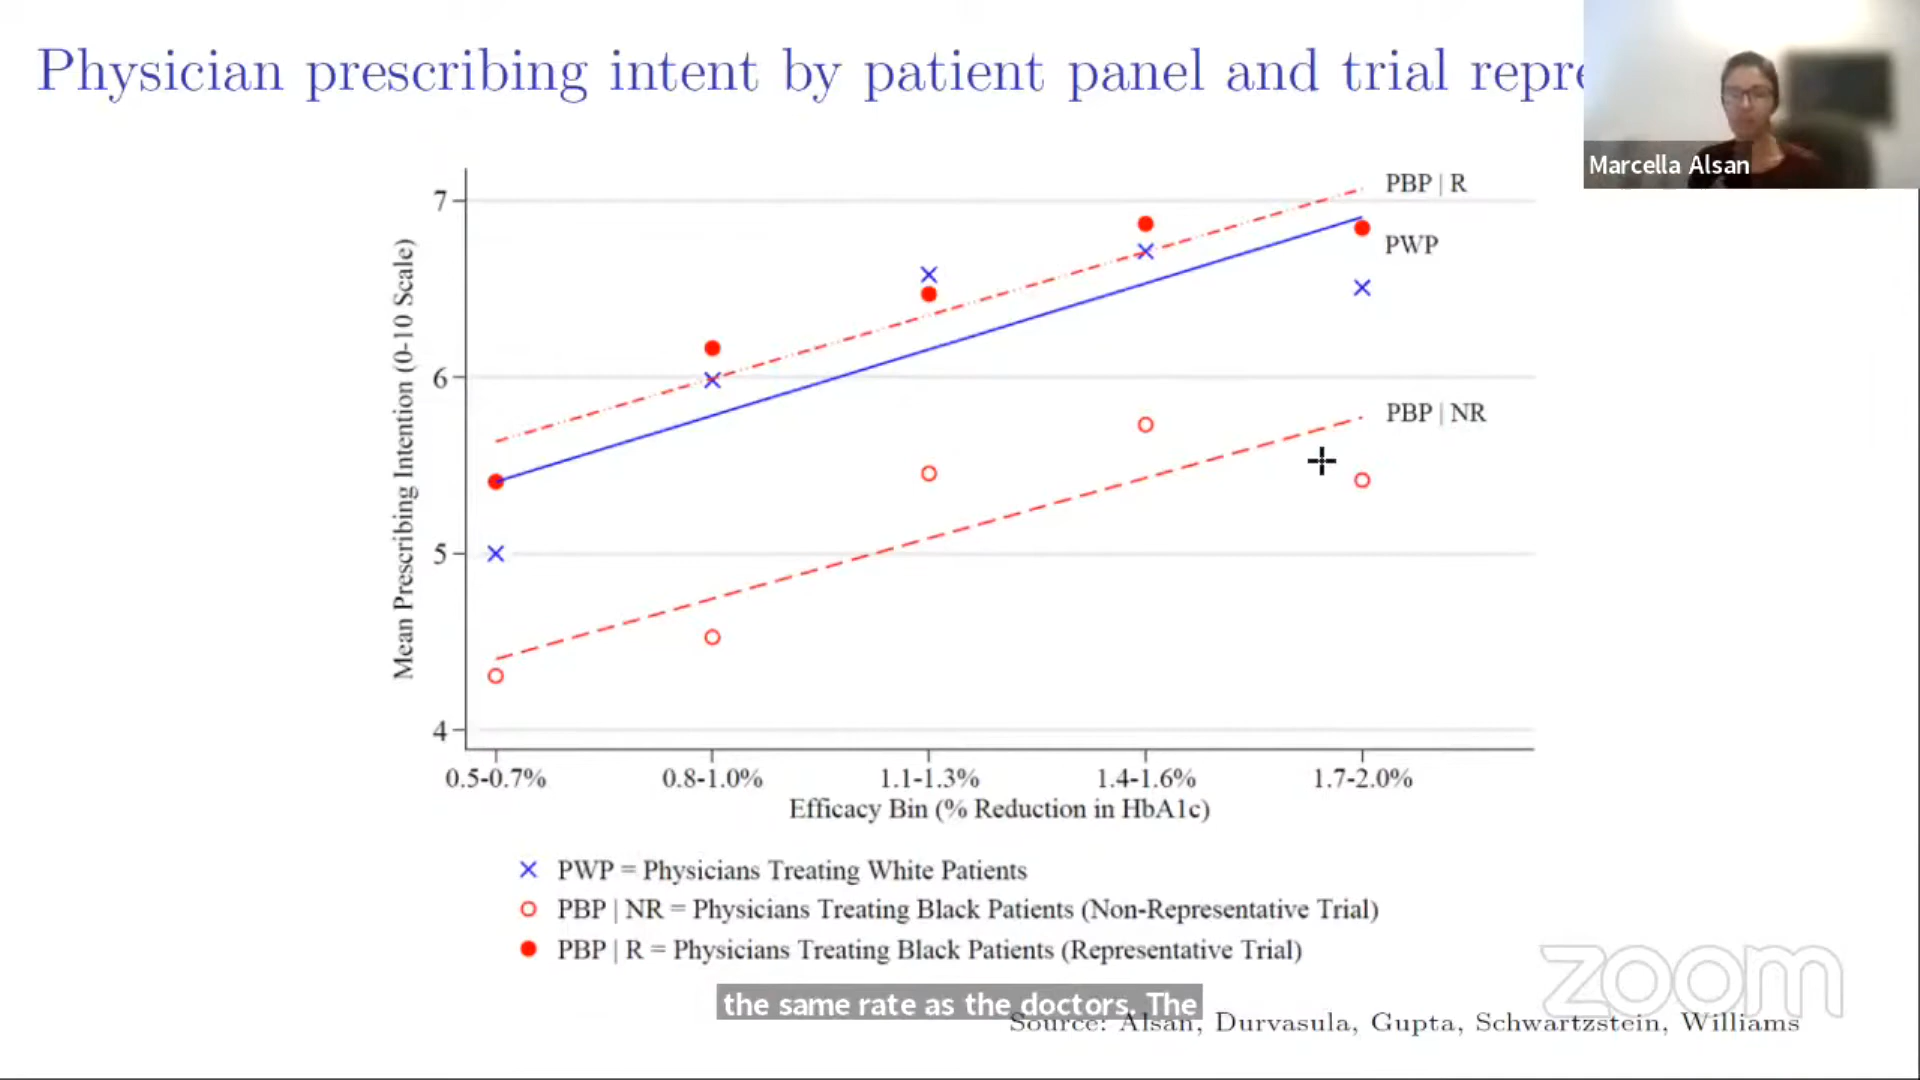 Physician prescribing intent by patient panel and trial repre
Marcella Alsan
PBP | R
7
PWP
6
PBP | NR
5
4
Mean Prescribing Intention (0-10 Scale)
0.5-0.7% 0.8-1.0% 1.1-1.3% 1.4-1.6% 1.7-2.0%
Efficacy Bin (% Reduction in HbA1c)
PWP = Physicians Treating White Patients
PBP | NR = Physicians Treating Black Patients (Non-Representative Trial)
PBP | R = Physicians Treating Black Patients (Representative Trial)
zoom
the same rate as the doctors. The
Source: Alsan, Durvasula, Gupta, Schwartzstein, Williams